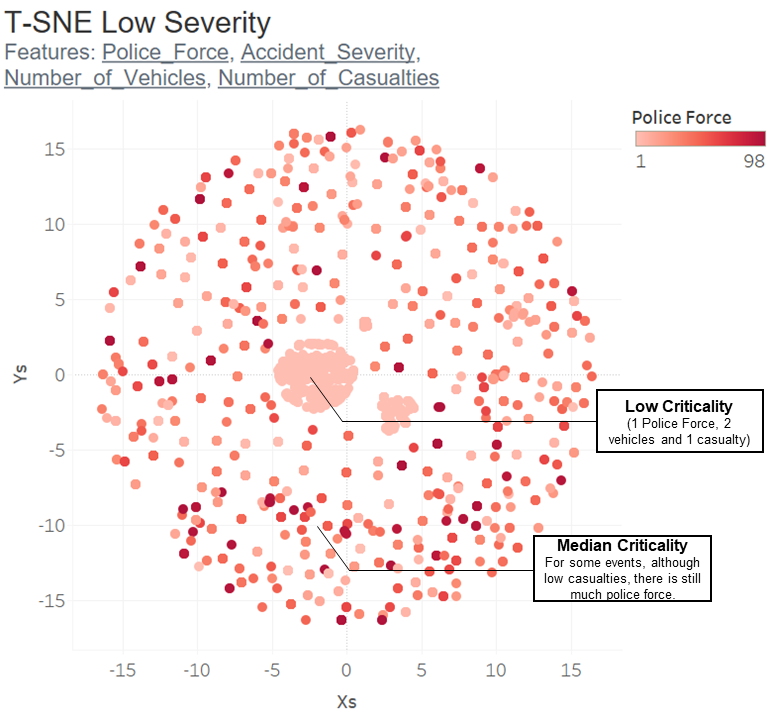 T-SNE Low Severity
Features: Police_Force, Accident_Severity,
Number_of_Vehicles, Number_of_Casualties
Police Force
1 98
15
10
5
0
-5
-10
-15
Ys
Low Criticality
(1 Police Force, 2
vehicles and 1 casualty)
Median Criticality
For some events, although
low casualties, there is still
much police force.
-15 -10 -5 0 5 10 15
Xs